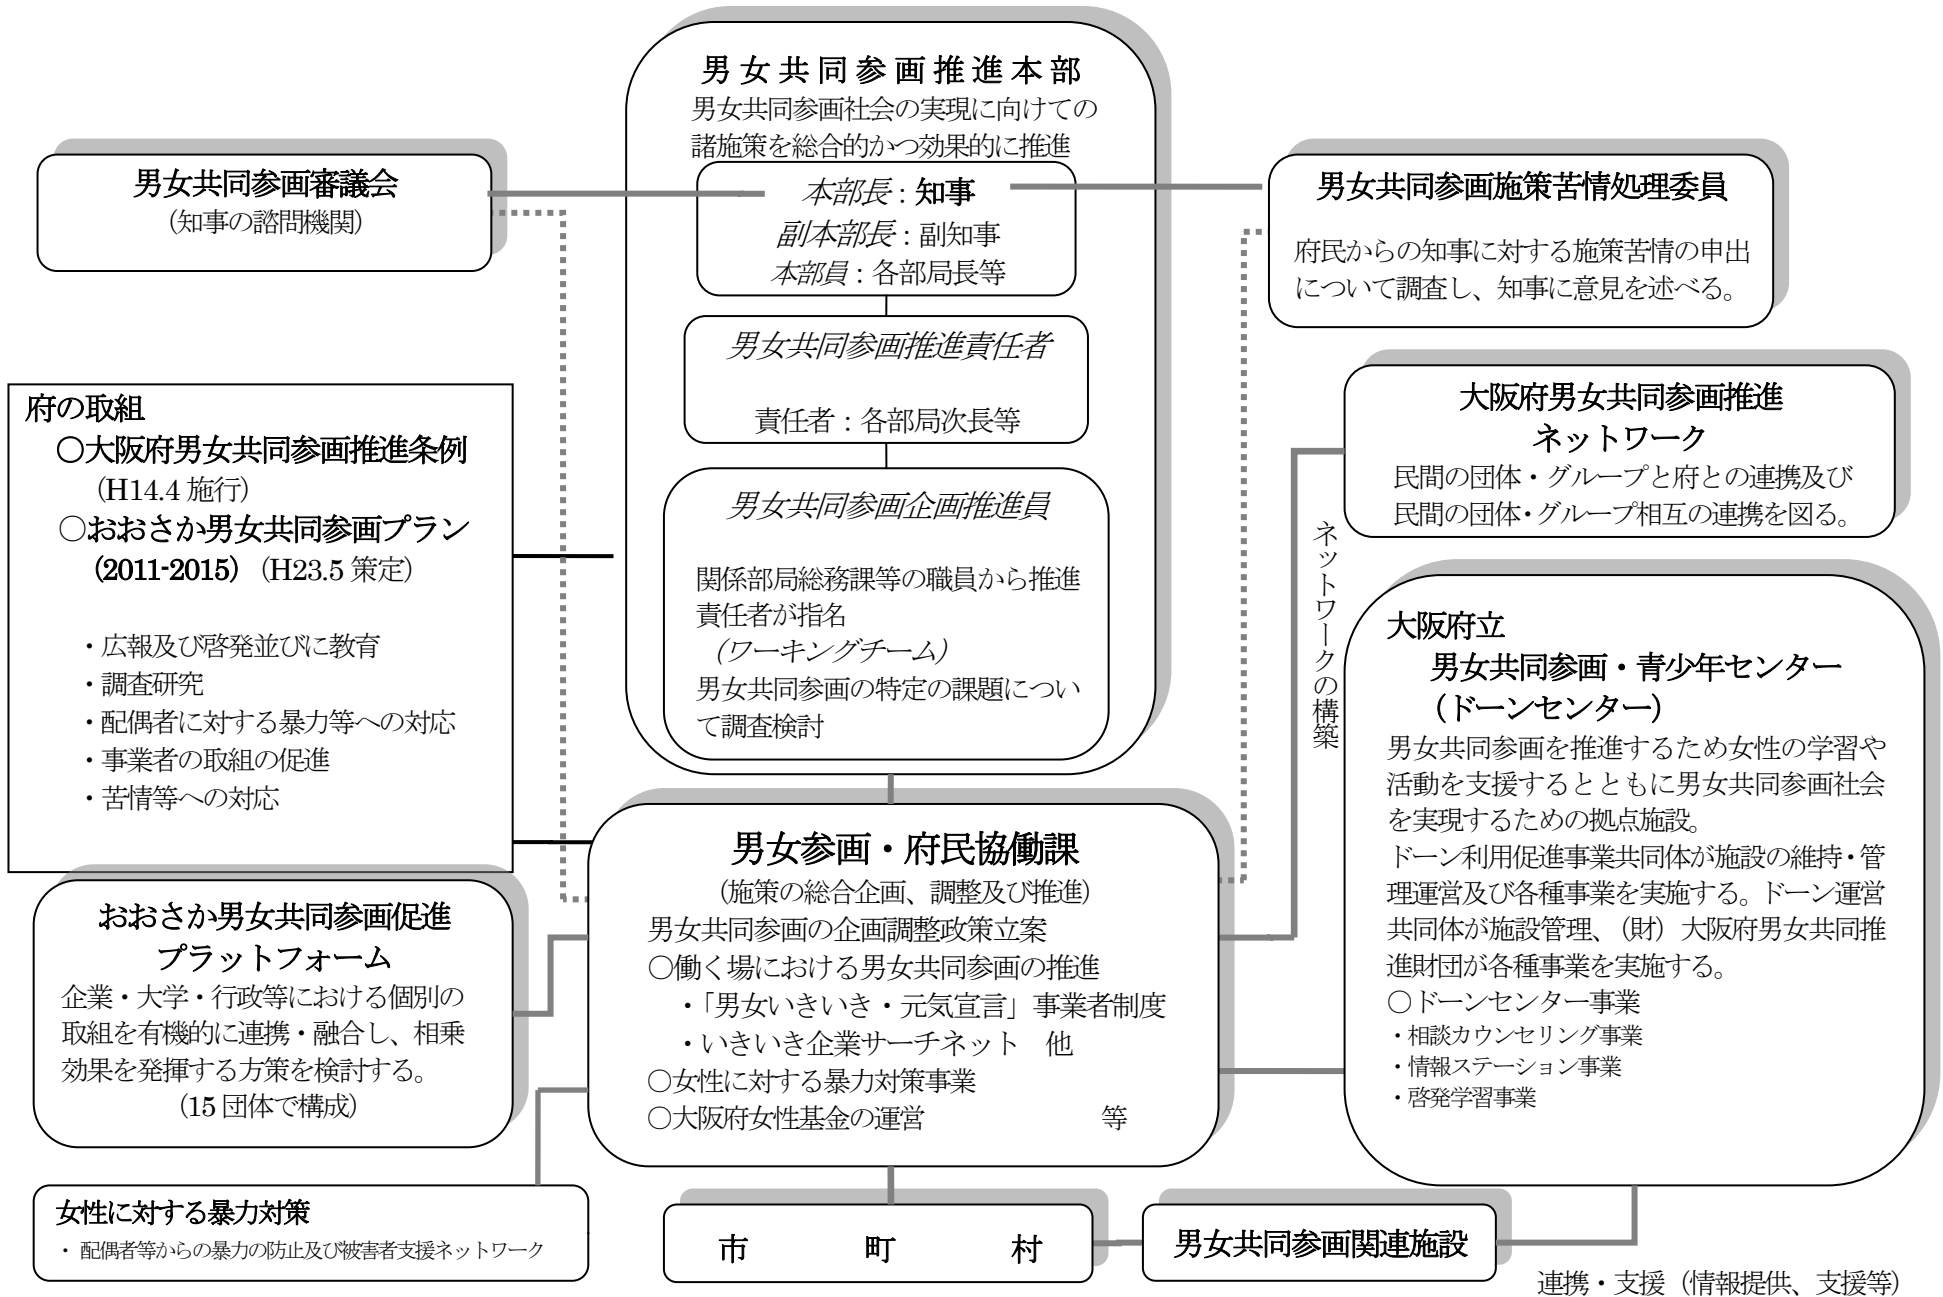 男女共同参画推進本部
男女共同参画社会の実現に向けての
諸施策を総合的かつ効果的に推進
本部長：知事
副本部長：副知事
本部員：各部局長等
男女共同参画推進責任者
責任者：各部局次長等
男女共同参画企画推進員
関係部局総務課等の職員から推進
責任者が指名
（ワーキングチーム）
男女共同参画の特定の課題につい
て調査検討
男女共同参画審議会
（知事の諮問機関）
男女共同参画施策苦情処理委員
府民からの知事に対する施策苦情の申出
について調査し、知事に意見を述べる。
府の取組
○大阪府男女共同参画推進条例
（H14.4 施行）
○おおさか男女共同参画プラン
（2011-2015）（H23.5 策定）
・広報及び啓発並びに教育
・調査研究
・配偶者に対する暴力等への対応
・事業者の取組の促進
・苦情等への対応
大阪府男女共同参画推進
ネットワーク
民間の団体・グループと府との連携及び
民間の団体・グループ相互の連携を図る。
ネットワークの構築
大阪府立
男女共同参画・青少年センター
（ドーンセンター）
男女共同参画を推進するため女性の学習や
活動を支援するとともに男女共同参画社会
を実現するための拠点施設。
ドーン利用促進事業共同体が施設の維持・管
理運営及び各種事業を実施する。ドーン運営
共同体が施設管理、（財）大阪府男女共同推
進財団が各種事業を実施する。
○ドーンセンター事業
・相談カウンセリング事業
・情報ステーション事業
・啓発学習事業
男女参画・府民協働課
（施策の総合企画、調整及び推進）
男女共同参画の企画調整政策立案
○働く場における男女共同参画の推進
・「男女いきいき・元気宣言」事業者制度
・いきいき企業サーチネット　他
○女性に対する暴力対策事業
○大阪府女性基金の運営　　　　　　　等
おおさか男女共同参画促進
プラットフォーム
企業・大学・行政等における個別の
取組を有機的に連携・融合し、相乗
効果を発揮する方策を検討する。
（15 団体で構成）
女性に対する暴力対策
・ 配偶者等からの暴力の防止及び被害者支援ネットワーク
市　　　　町　　　　村
男女共同参画関連施設
連携・支援（情報提供、支援等）